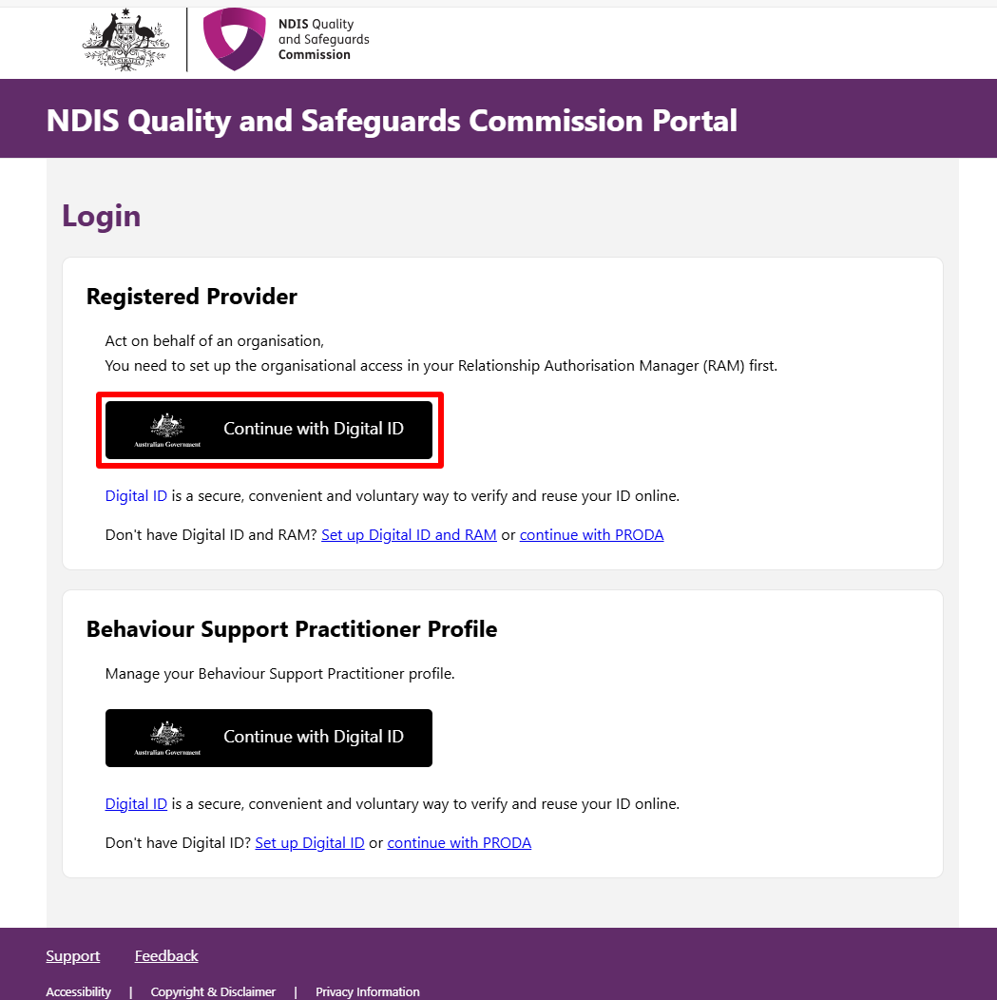 NDIS Quality
and Safeguards
Commission
NDIS Quality and Safeguards Commission Portal
Login
Registered Provider
Act on behalf of an organisation,
You need to set up the organisational access in your Relationship Authorisation Manager (RAM) first.
Australian Government
Continue with Digital ID
Digital ID is a secure, convenient and voluntary way to verify and reuse your ID online.
Don't have Digital ID and RAM? Set up Digital ID and RAM or continue with PRODA
Behaviour Support Practitioner Profile
Manage your Behaviour Support Practitioner profile.
Australian Government
Continue with Digital ID
Digital ID is a secure, convenient and voluntary way to verify and reuse your ID online.
Don't have Digital ID? Set up Digital ID or continue with PRODA
Support Feedback
Accessibility | Copyright & Disclaimer | Privacy Information